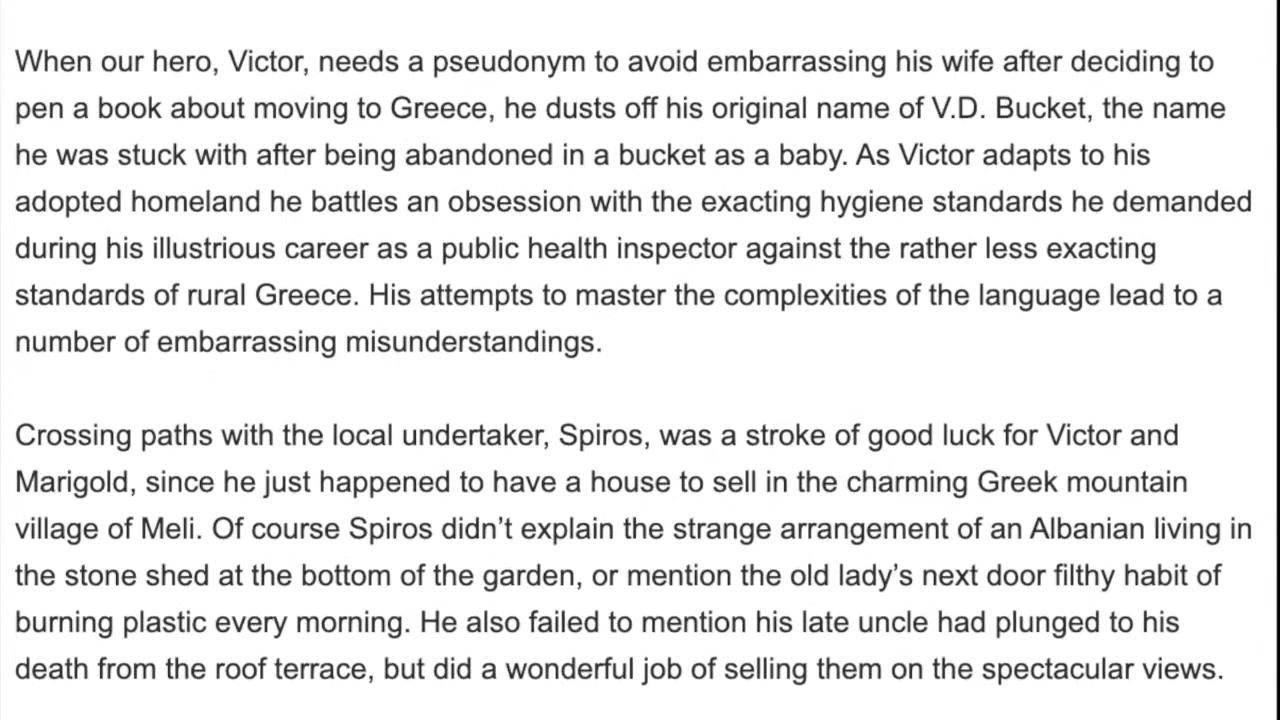 When our hero, Victor, needs a pseudonym to avoid embarrassing his wife after deciding to
pen a book about moving to Greece, he dusts off his original name of V.D. Bucket, the name
he was stuck with after being abandoned in a bucket as a baby. As Victor adapts to his
adopted homeland he battles an obsession with the exacting hygiene standards he demanded
during his illustrious career as a public health inspector against the rather less exacting
standards of rural Greece. His attempts to master the complexities of the language lead to a
number of embarrassing misunderstandings.
Crossing paths with the local undertaker, Spiros, was a stroke of good luck for Victor and
Marigold, since he just happened to have a house to sell in the charming Greek mountain
village of Meli. Of course Spiros didn’t explain the strange arrangement of an Albanian living in
the stone shed at the bottom of the garden, or mention the old lady’s next door filthy habit of
burning plastic every morning. He also failed to mention his late uncle had plunged to his
death from the roof terrace, but did a wonderful job of selling them on the spectacular views.